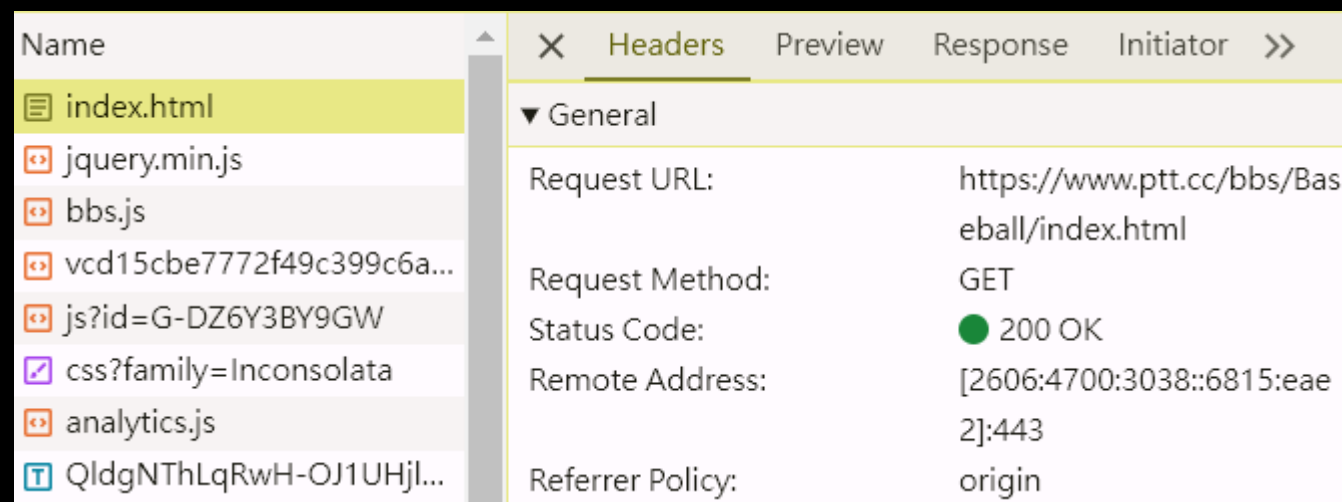 Name
index.html
jquery.min.js
bbs.js
vcd15cbe7772f49c399c6a...
js?id=G-DZ6Y3BY9GW
css?family=Inconsolata
analytics.js
QldgNThLqRwH-OJ1UHjl...
Headers Preview Response Initiator
General
Request URL: https://www.ptt.cc/bbs/Bas
eball/index.html
Request Method: GET
Status Code: 200 OK
Remote Address: [2606:4700:3038::6815:eae
2]:443
Referrer Policy: origin